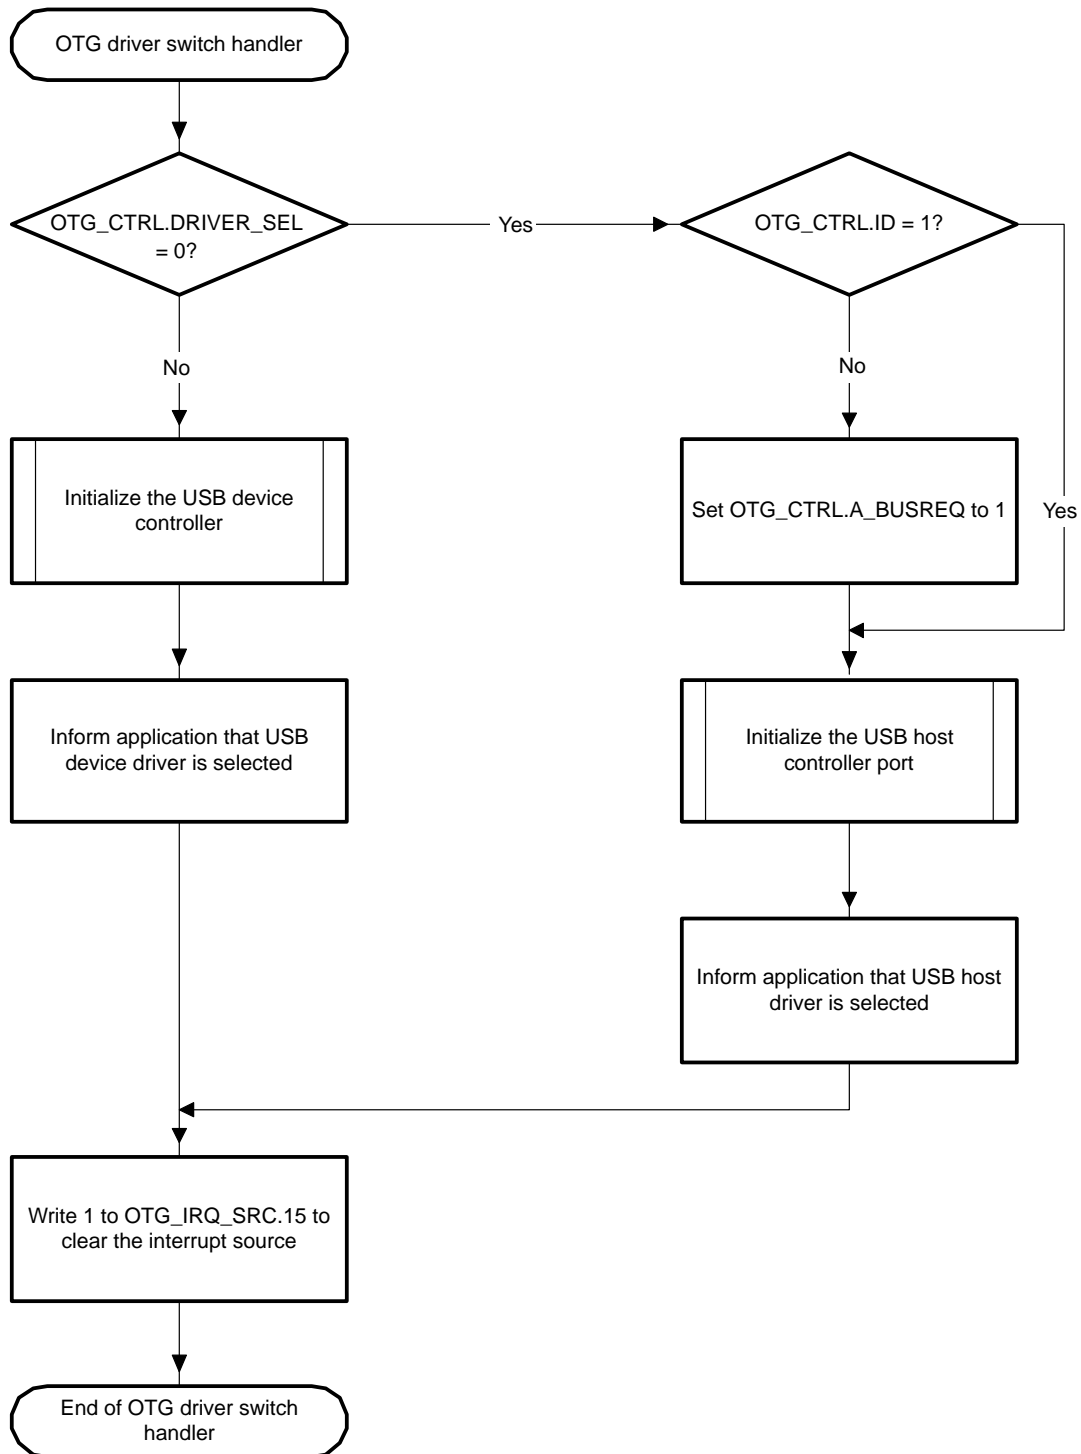 OTG driver switch handler
OTG_CTRL.DRIVER_SEL
= 0?
Yes
OTG_CTRL.ID = 1?
No
No
Initialize the USB device
controller
Set OTG_CTRL.A_BUSREQ to 1
Yes
Inform application that USB
device driver is selected
Initialize the USB host
controller port
Inform application that USB host
driver is selected
Write 1 to OTG_IRQ_SRC.15 to
clear the interrupt source
End of OTG driver switch
handler